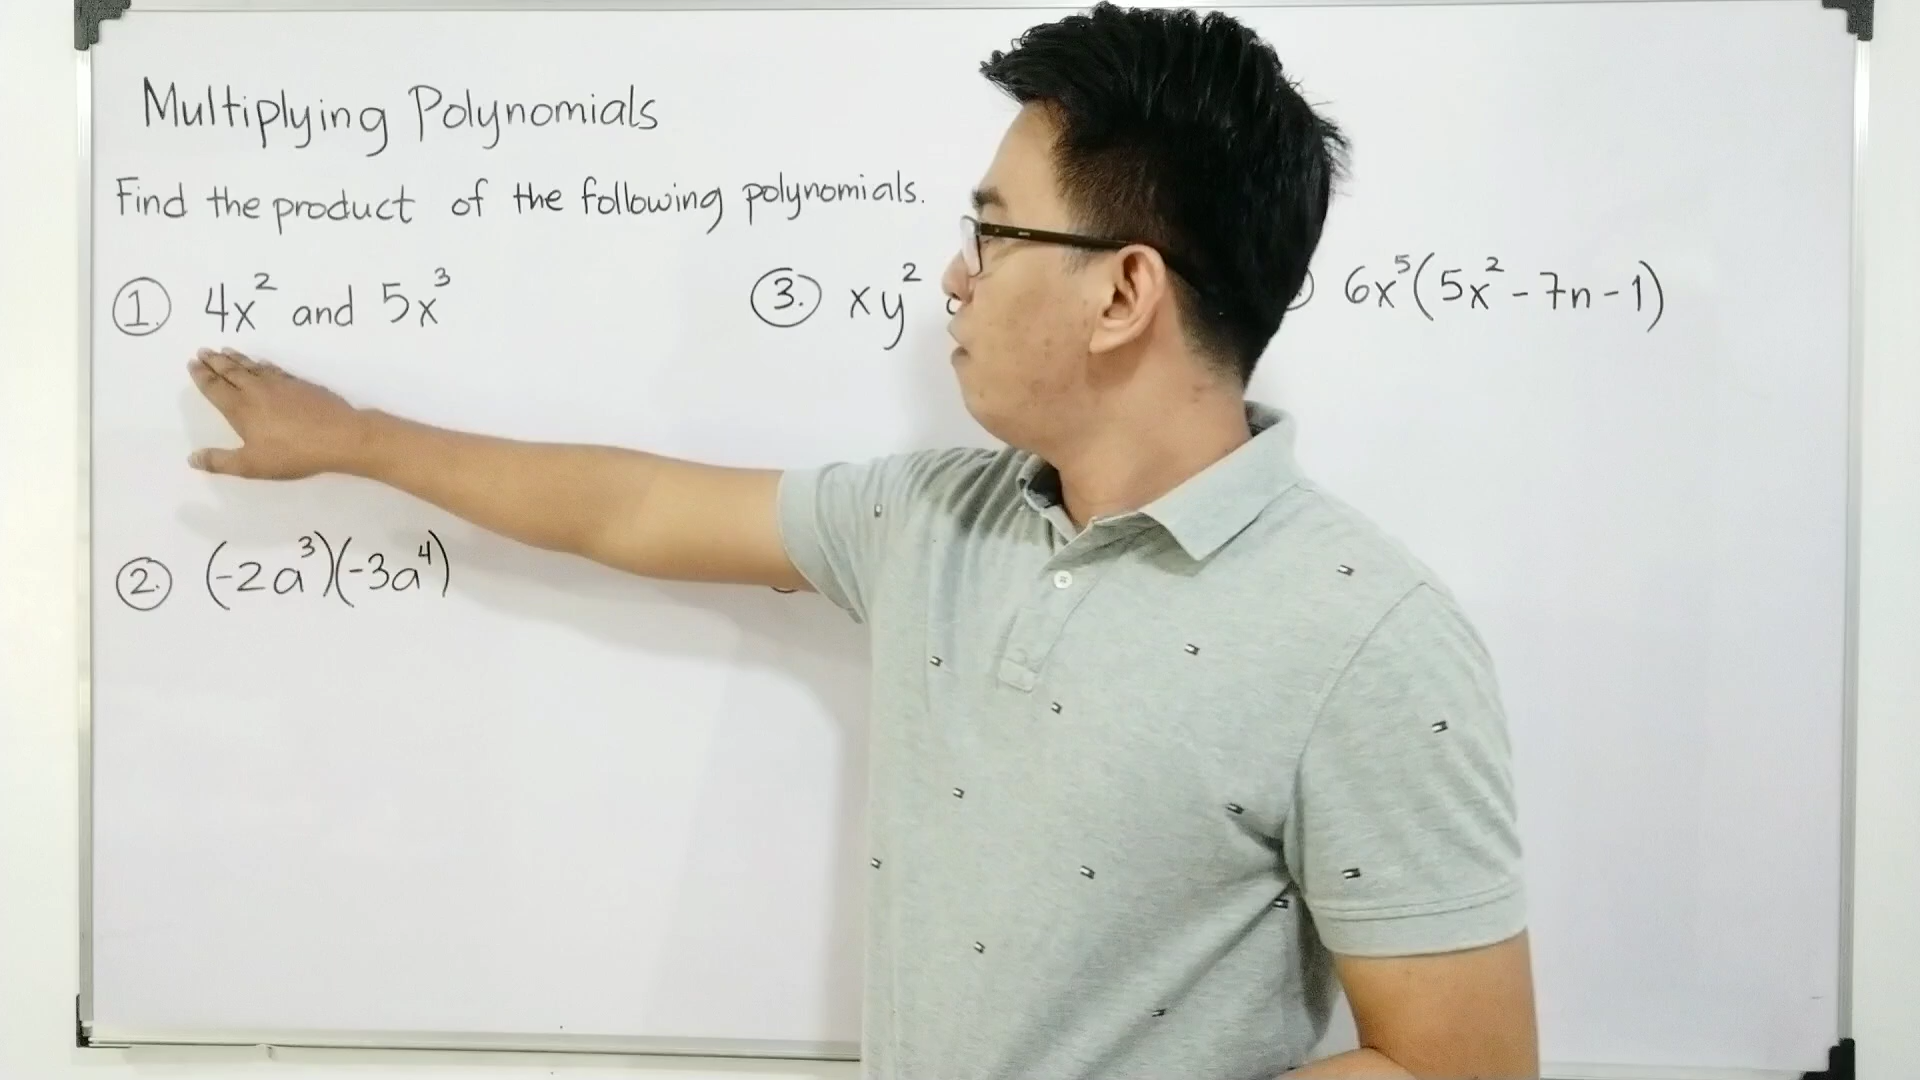 Multiplying Polynomials
Find the product of the following polynomials.
1. 4x² and 5x³
3. xy²
6x⁵(5x² - 7n - 1)
2. (-2a³)(-3a⁴)